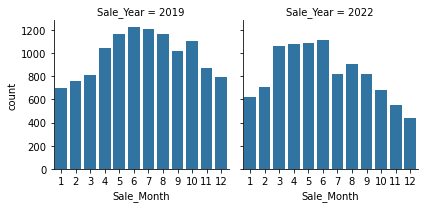 Sale_Year = 2019
Sale_Year = 2022
1200
1000
800
600
400
200
0
count
1 2 3 4 5 6 7 8 9 10 11 12
1 2 3 4 5 6 7 8 9 10 11 12
Sale_Month
Sale_Month